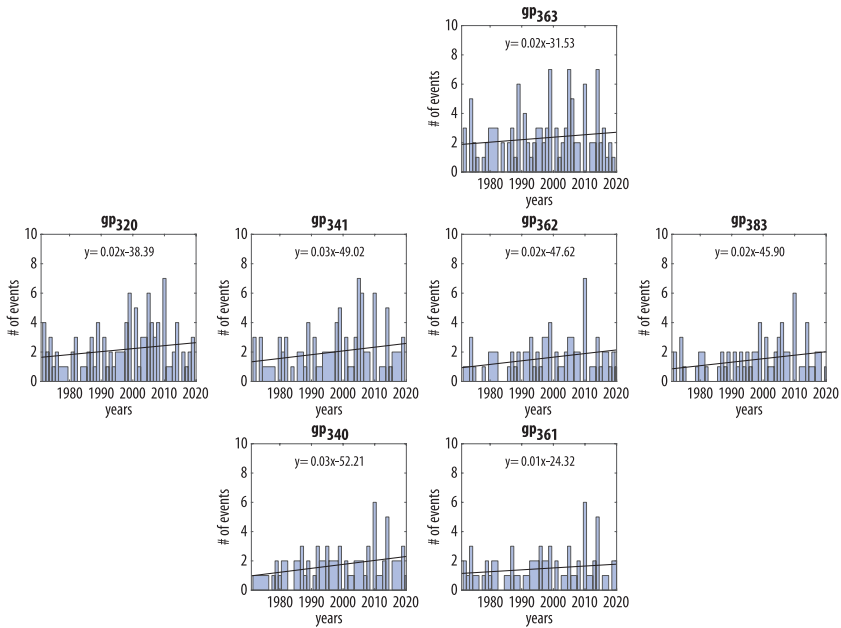 gp363
y= 0.02x–31.53
# of events
10
8
6
4
2
0
1980 1990 2000 2010 2020
years
gp320
y= 0.02x–38.39
# of events
10
8
6
4
2
0
1980 1990 2000 2010 2020
years
gp341
y= 0.03x–49.02
# of events
10
8
6
4
2
0
1980 1990 2000 2010 2020
years
gp362
y= 0.02x–47.62
# of events
10
8
6
4
2
0
1980 1990 2000 2010 2020
years
gp383
y= 0.02x–45.90
# of events
10
8
6
4
2
0
1980 1990 2000 2010 2020
years
gp340
y= 0.03x–52.21
# of events
10
8
6
4
2
0
1980 1990 2000 2010 2020
years
gp361
y= 0.01x–24.32
# of events
10
8
6
4
2
0
1980 1990 2000 2010 2020
years